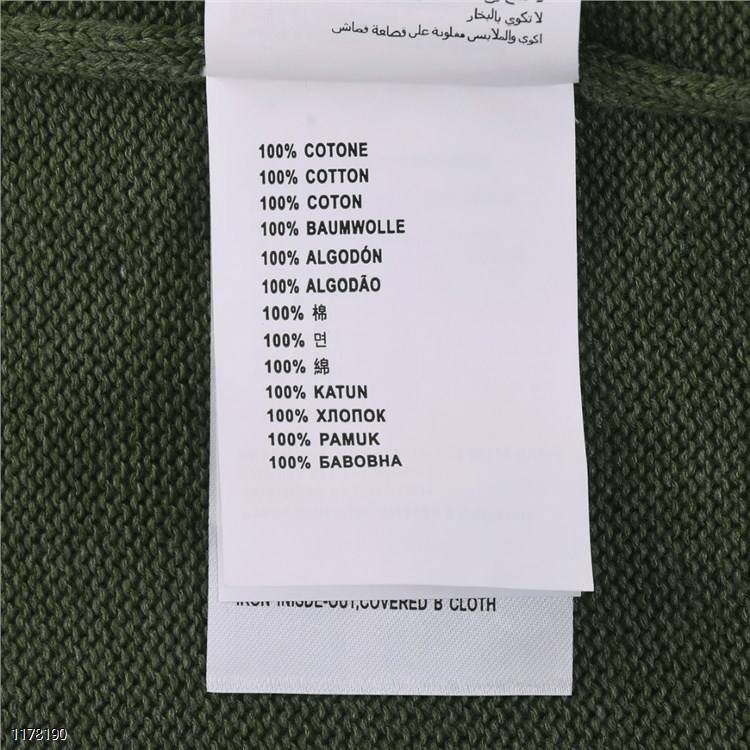 لا تكوي بالبخار
اكوي والملابس مقلوبة على قصاعة قماش
100% COTONE
100% COTTON
100% COTON
100% BAUMWOLLE
100% ALGODÓN
100% ALGODÃO
100% 棉
100% 면
100% 綿
100% KATUN
100% ХЛОПОК
100% PAMUK
100% БАВОВНА
IRON INISDE-OUT,COVERED B CLOTH
1178190